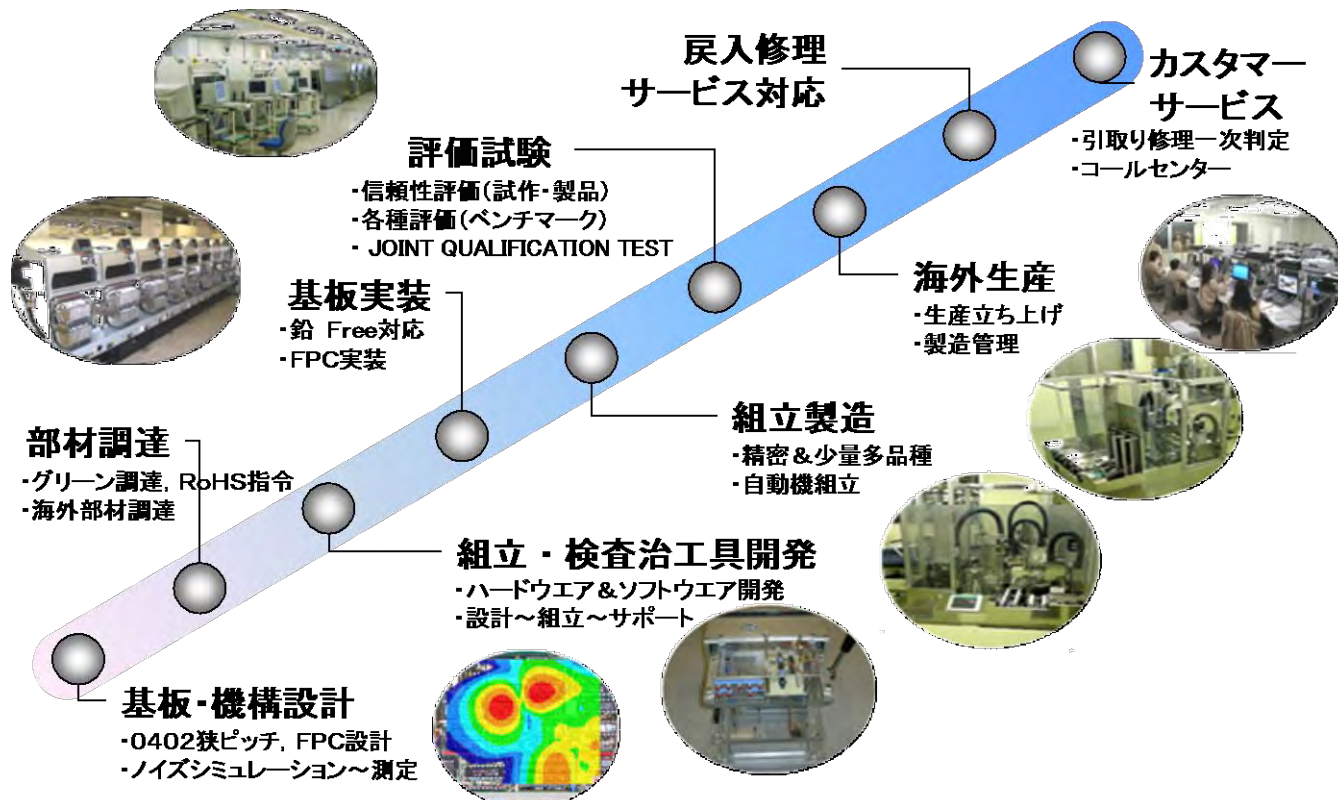 戻入修理
サービス対応
カスタマー
サービス
・引取り修理一次判定
・コールセンター
評価試験
・信頼性評価(試作・製品)
・各種評価(ベンチマーク)
・ JOINT QUALIFICATION TEST
海外生産
・生産立ち上げ
・製造管理
基板実装
・鉛 Free対応
・FPC実装
組立製造
・精密&少量多品種
・自動機組立
部材調達
・グリーン調達, RoHS指令
・海外部材調達
組立・検査治工具開発
・ハードウエア&ソフトウエア開発
・設計～組立～サポート
基板・機構設計
・0402狭ピッチ, FPC設計
・ノイズシミュレーション～測定